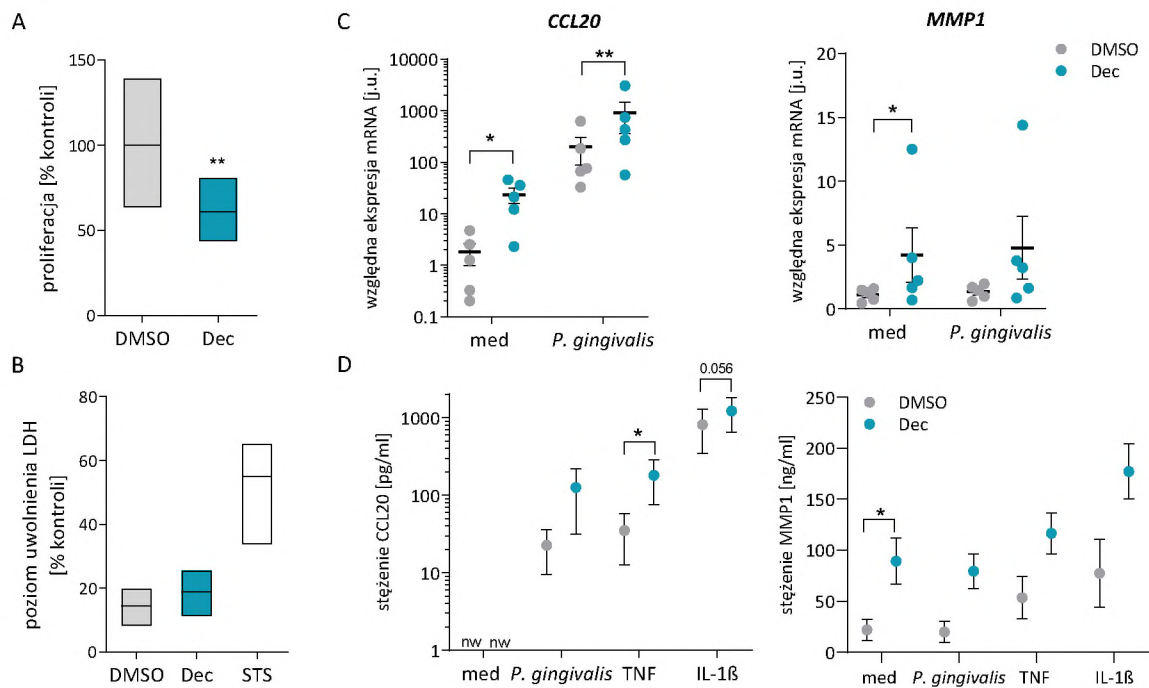 A
proliferacja [% kontroli]
150
100
50
0
**
DMSO
Dec
B
poziom uwolnienia LDH
[% kontroli]
80
60
40
20
0
DMSO
Dec
STS
C
CCL20
względna ekspresja mRNA [j.u.]
10000
1000
100
10
1
0.1
*
**
med
P. gingivalis
MMP1
względna ekspresja mRNA [j.u.]
20
15
10
5
0
*
med
P. gingivalis
DMSO
Dec
D
stężenie CCL20 [pg/ml]
1000
100
10
1
nw nw
*
0.056
med
P. gingivalis
TNF
IL-1ß
stężenie MMP1 [ng/ml]
250
200
150
100
50
0
DMSO
Dec
*
med
P. gingivalis
TNF
IL-1ß